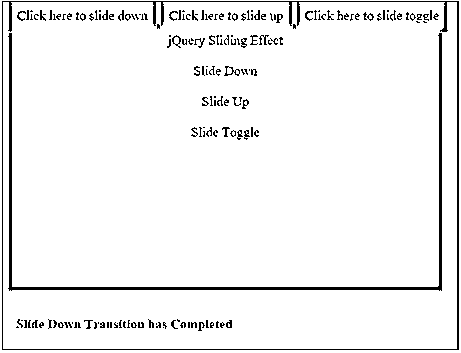 Click here to slide down Click here to slide up Click here to slide toggle
jQuery Sliding Effect
Slide Down
Slide Up
Slide Toggle
Slide Down Transition has Completed